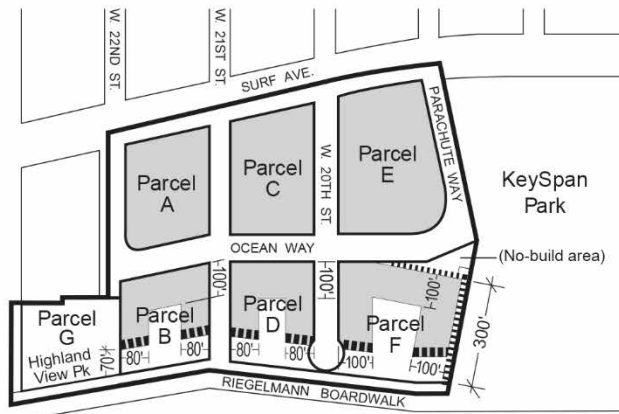 W. 22ND ST.
W. 21ST ST.
SURF AVE.
PARACHUTE WAY
W. 20TH ST.
Parcel
A
Parcel
C
Parcel
E
KeySpan
Park
OCEAN WAY
(No-build area)
100'
100'
100'
300'
Parcel
B
Parcel
D
Parcel
F
Parcel
G
Highland
View Pk
70'
80'
80'
80'
80'
100'
100'
RIEGELMANN BOARDWALK